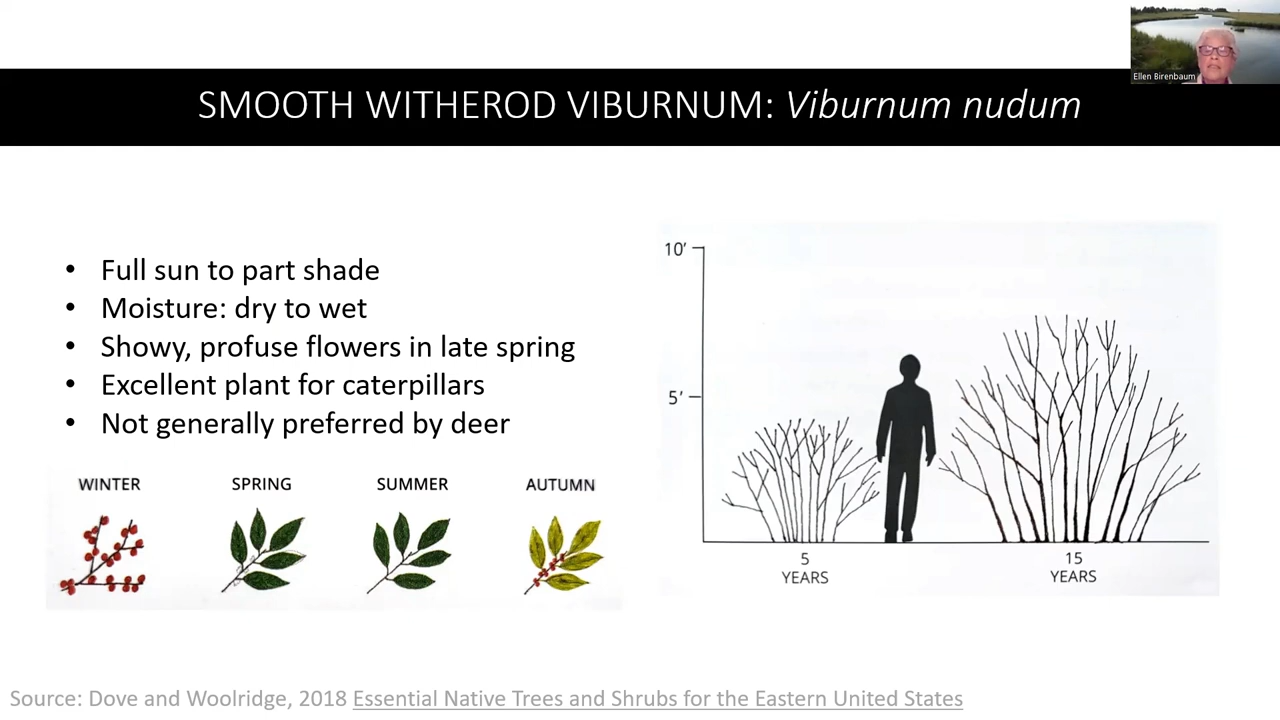 Ellen Birenbaum
SMOOTH WITHEROD VIBURNUM: Viburnum nudum
• Full sun to part shade
• Moisture: dry to wet
• Showy, profuse flowers in late spring
• Excellent plant for caterpillars
• Not generally preferred by deer
WINTER SPRING SUMMER AUTUMN
10'
5'
5 YEARS
15 YEARS
Source: Dove and Woolridge, 2018 Essential Native Trees and Shrubs for the Eastern United States